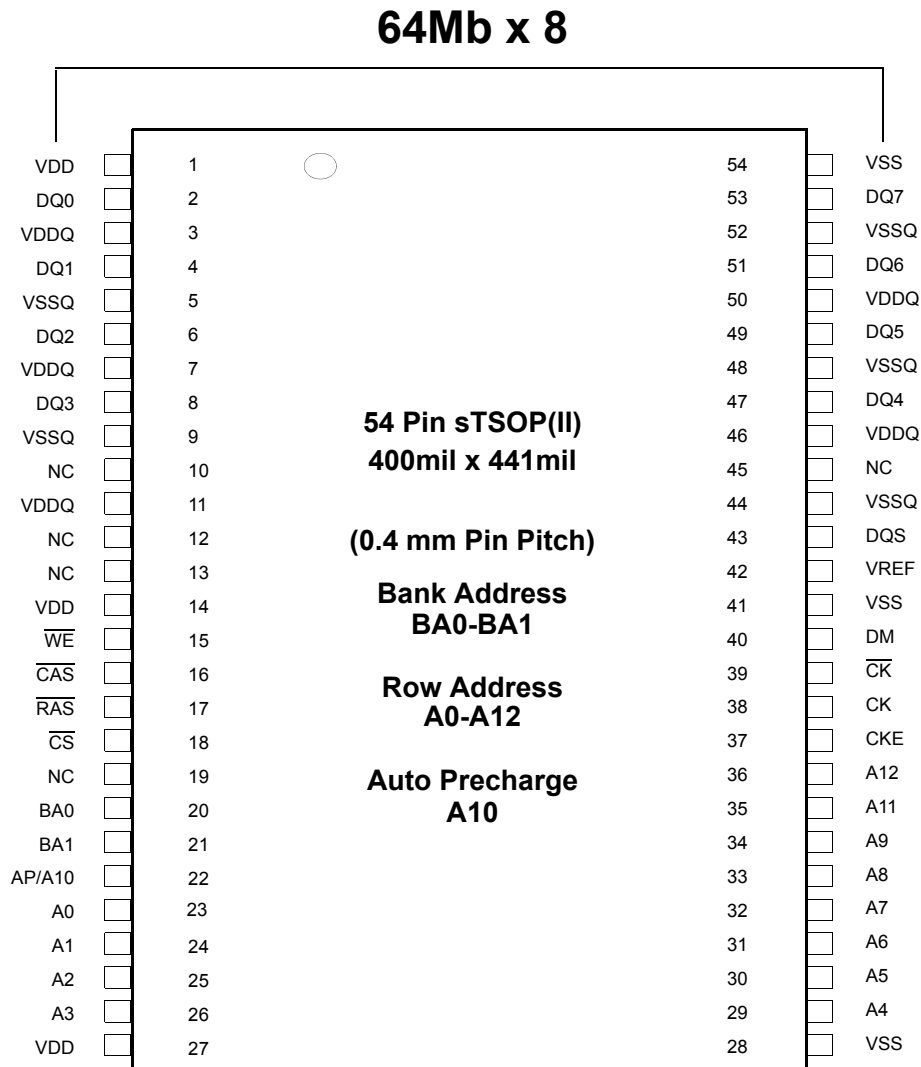 64Mb x 8
VDD 1 54 VSS
DQ0 2 53 DQ7
VDDQ 3 52 VSSQ
DQ1 4 51 DQ6
VSSQ 5 50 VDDQ
DQ2 6 49 DQ5
VDDQ 7 48 VSSQ
DQ3 8 47 DQ4
54 Pin sTSOP(II)
VSSQ 9 46 VDDQ
400mil x 441mil
NC 10 45 NC
VDDQ 11 44 VSSQ
NC 12 (0.4 mm Pin Pitch) 43 DQS
NC 13 42 VREF
Bank Address
VDD 14 41 VSS
BA0-BA1
W̅E̅ 15 40 DM
C̅A̅S̅ 16 39 C̅K̅
Row Address
R̅A̅S̅ 17 A0-A12 38 CK
C̅S̅ 18 37 CKE
NC 19 Auto Precharge 36 A12
BA0 20 A10 35 A11
BA1 21 34 A9
AP/A10 22 33 A8
A0 23 32 A7
A1 24 31 A6
A2 25 30 A5
A3 26 29 A4
VDD 27 28 VSS